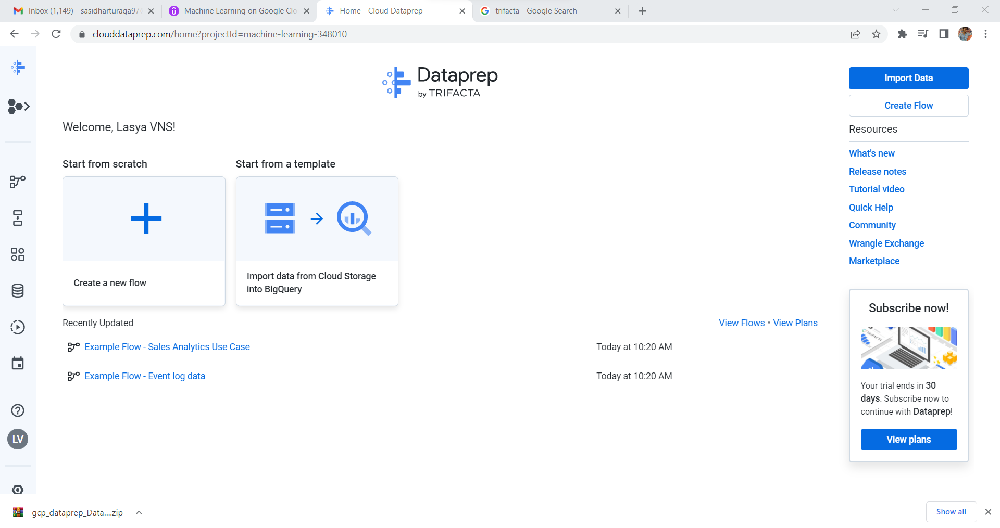 Inbox (1,149) - sasidharturaga97
Machine Learning on Google Clo
Home - Cloud Dataprep
trifacta - Google Search
clouddataprep.com/home?projectId=machine-learning-348010
Dataprep
by TRIFACTA
Import Data
Create Flow
Welcome, Lasya VNS!
Resources
What's new
Release notes
Tutorial video
Quick Help
Community
Wrangle Exchange
Marketplace
Start from scratch
Start from a template
Create a new flow
Import data from Cloud Storage
into BigQuery
Recently Updated
View Flows • View Plans
Example Flow - Sales Analytics Use Case
Today at 10:20 AM
Example Flow - Event log data
Today at 10:20 AM
Subscribe now!
TRIFACTA
Your trial ends in 30
days. Subscribe now to
continue with Dataprep!
View plans
LV
gcp_dataprep_Data....zip
Show all